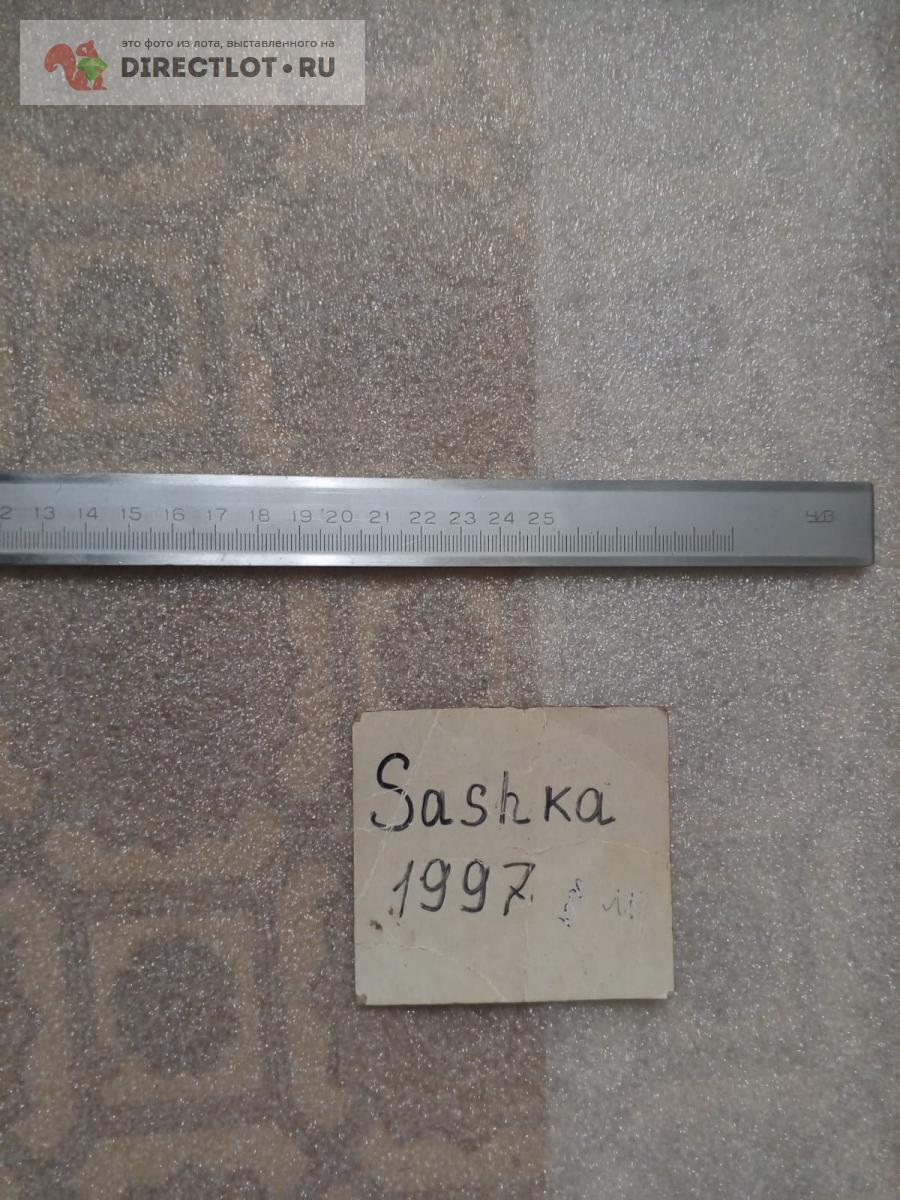 это фото из лота, выставленного на
DIRECTLOT.RU
13 14 15 16 17 18 19 20 21 22 23 24 25
ЧИЗ
Sashka
1997